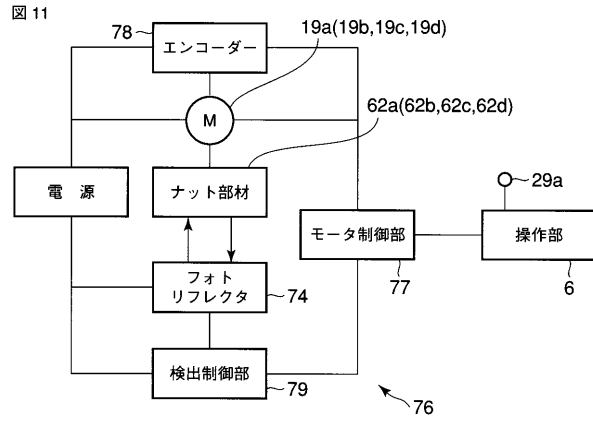 図 11
78
エンコーダー
19a(19b,19c,19d)
M
62a(62b,62c,62d)
電 源
ナット部材
29a
モータ制御部
操作部
77
6
フォト
リフレクタ
74
検出制御部
79
76